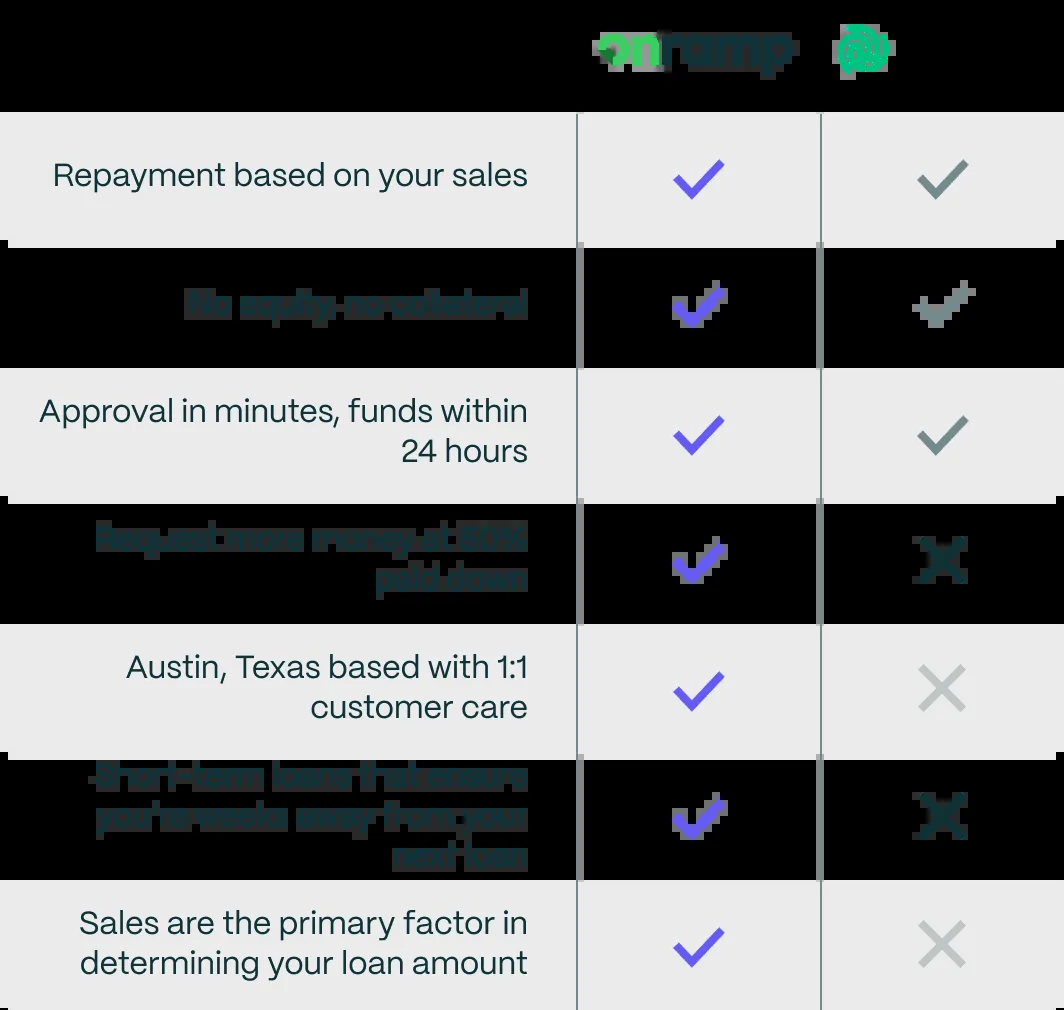 onramp
Repayment based on your sales
No equity, no collateral
Approval in minutes, funds within
24 hours
Request more money at 50%
paid down
Austin, Texas based with 1:1
customer care
Short-term loans that ensure
you're weeks away from your
next loan
Sales are the primary factor in
determining your loan amount